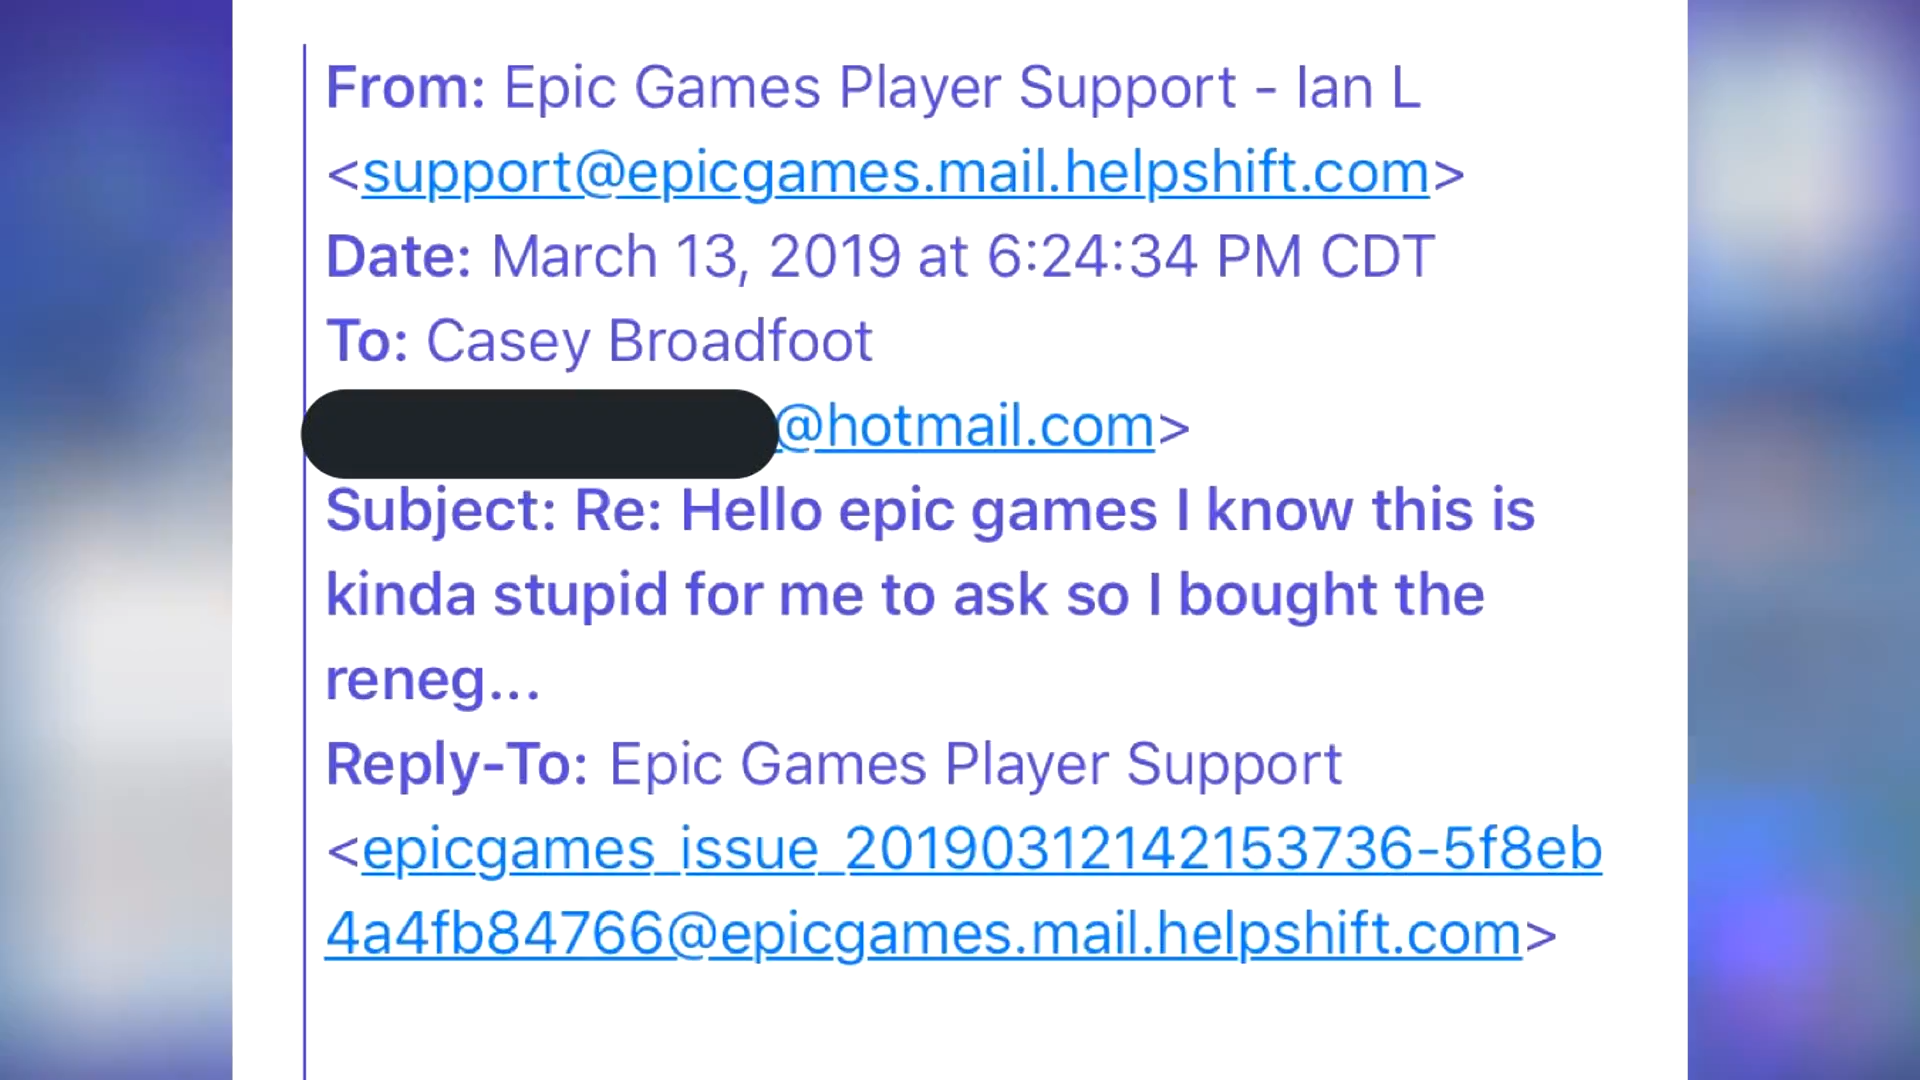 From: Epic Games Player Support - Ian L
<support@epicgames.mail.helpshift.com>
Date: March 13, 2019 at 6:24:34 PM CDT
To: Casey Broadfoot
@hotmail.com>
Subject: Re: Hello epic games I know this is
kinda stupid for me to ask so I bought the
reneg...
Reply-To: Epic Games Player Support
<epicgames_issue_20190312142153736-5f8eb
4a4fb84766@epicgames.mail.helpshift.com>